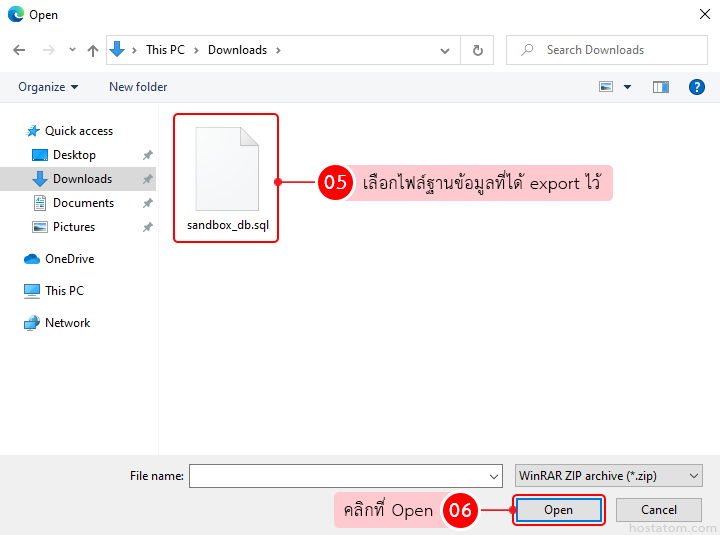 Open
This PC
Downloads
Search Downloads
Organize
New folder
Quick access
Desktop
Downloads
Documents
Pictures
OneDrive
This PC
Network
sandbox_db.sql
05 เลือกไฟล์ฐานข้อมูลที่ได้ export ไว้
File name:
WinRAR ZIP archive (*.zip)
คลิกที่ Open 06
Open
Cancel
hostatom.com